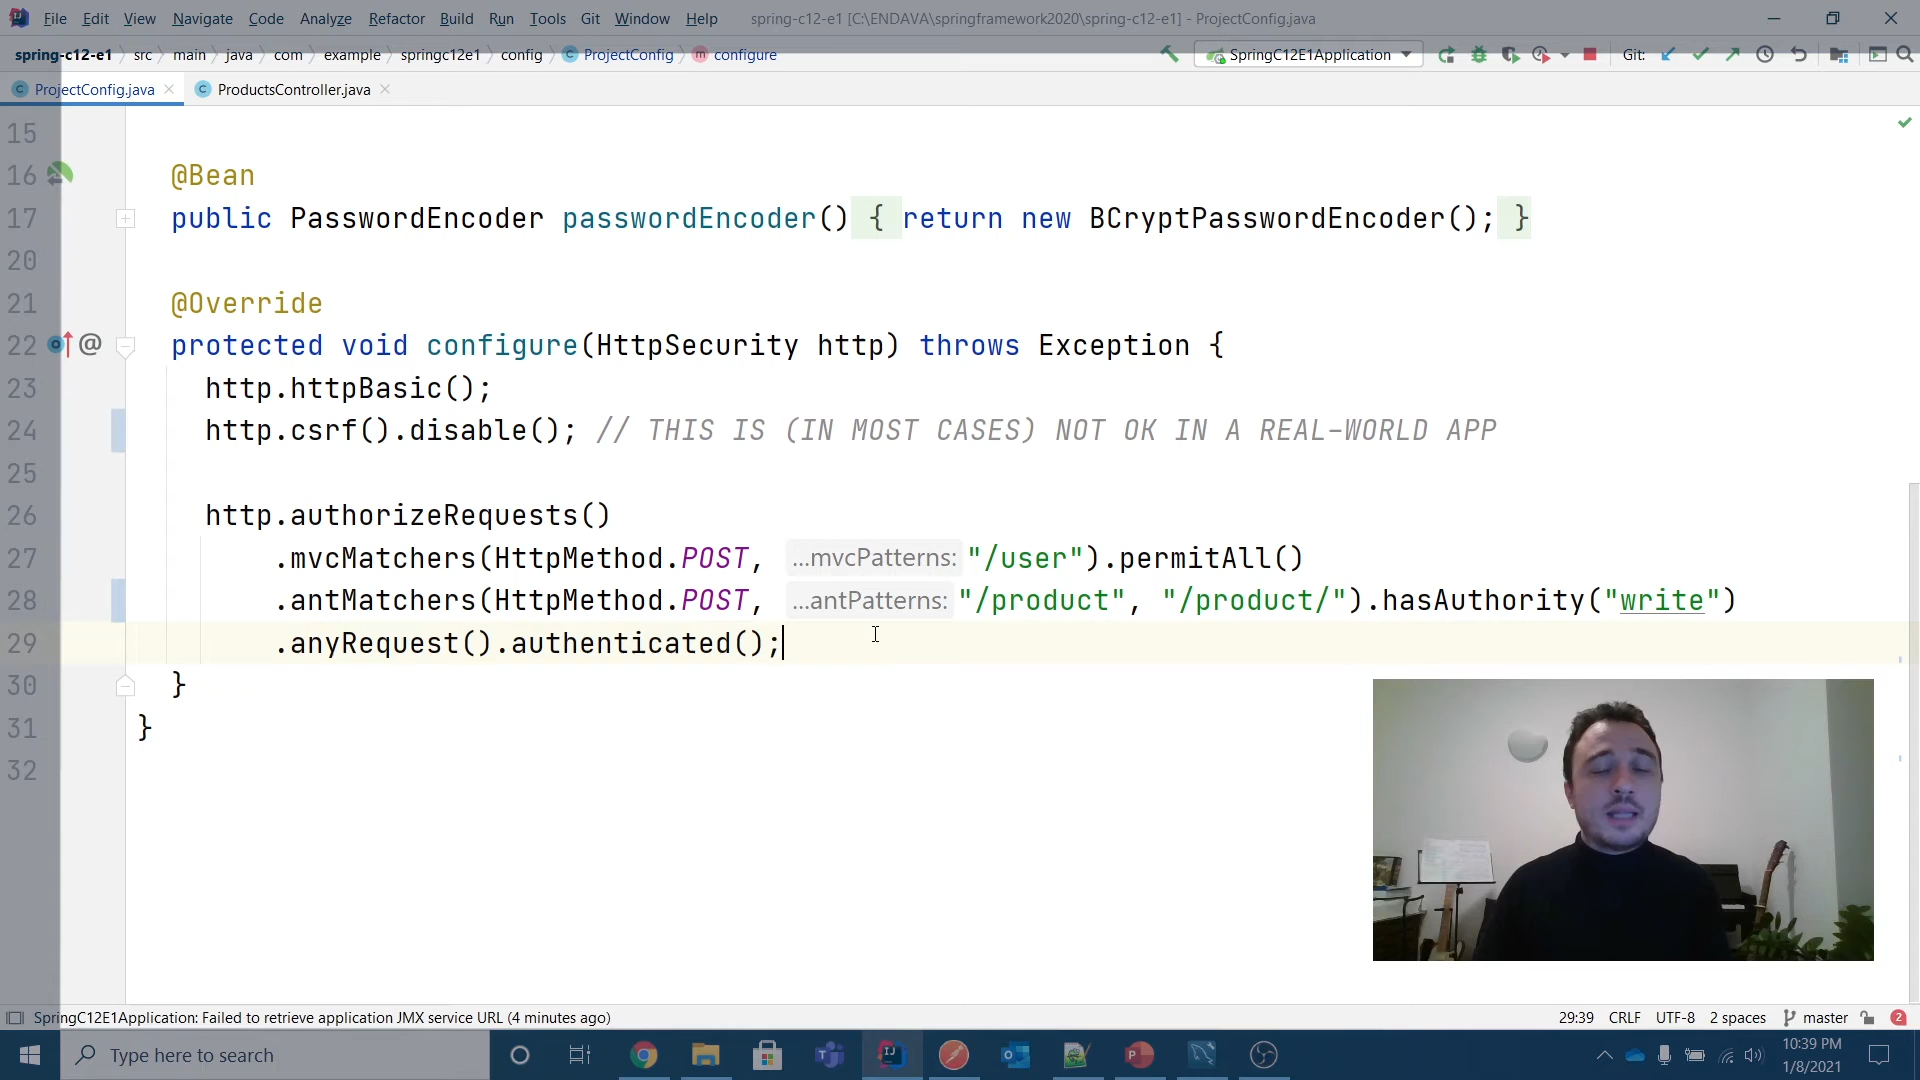 File Edit View Navigate Code Analyze Refactor Build Run Tools Git Window Help spring-c12-e1 [C:\ENDAVA\springframework2020\spring-c12-e1] - ProjectConfig.java
spring-c12-e1 src main java com example springc12e1 config ProjectConfig configure SpringC12E1Application Git:
ProjectConfig.java ProductsController.java
15
16 @Bean
17 public PasswordEncoder passwordEncoder() { return new BCryptPasswordEncoder(); }
20
21 @Override
22 protected void configure(HttpSecurity http) throws Exception {
23 http.httpBasic();
24 http.csrf().disable(); // THIS IS (IN MOST CASES) NOT OK IN A REAL-WORLD APP
25
26 http.authorizeRequests()
27 .mvcMatchers(HttpMethod.POST, ...mvcPatterns: "/user").permitAll()
28 .antMatchers(HttpMethod.POST, ...antPatterns: "/product", "/product/").hasAuthority("write")
29 .anyRequest().authenticated();
30 }
31 }
32
SpringC12E1Application: Failed to retrieve application JMX service URL (4 minutes ago) 29:39 CRLF UTF-8 2 spaces master 2
Type here to search
10:39 PM
1/8/2021